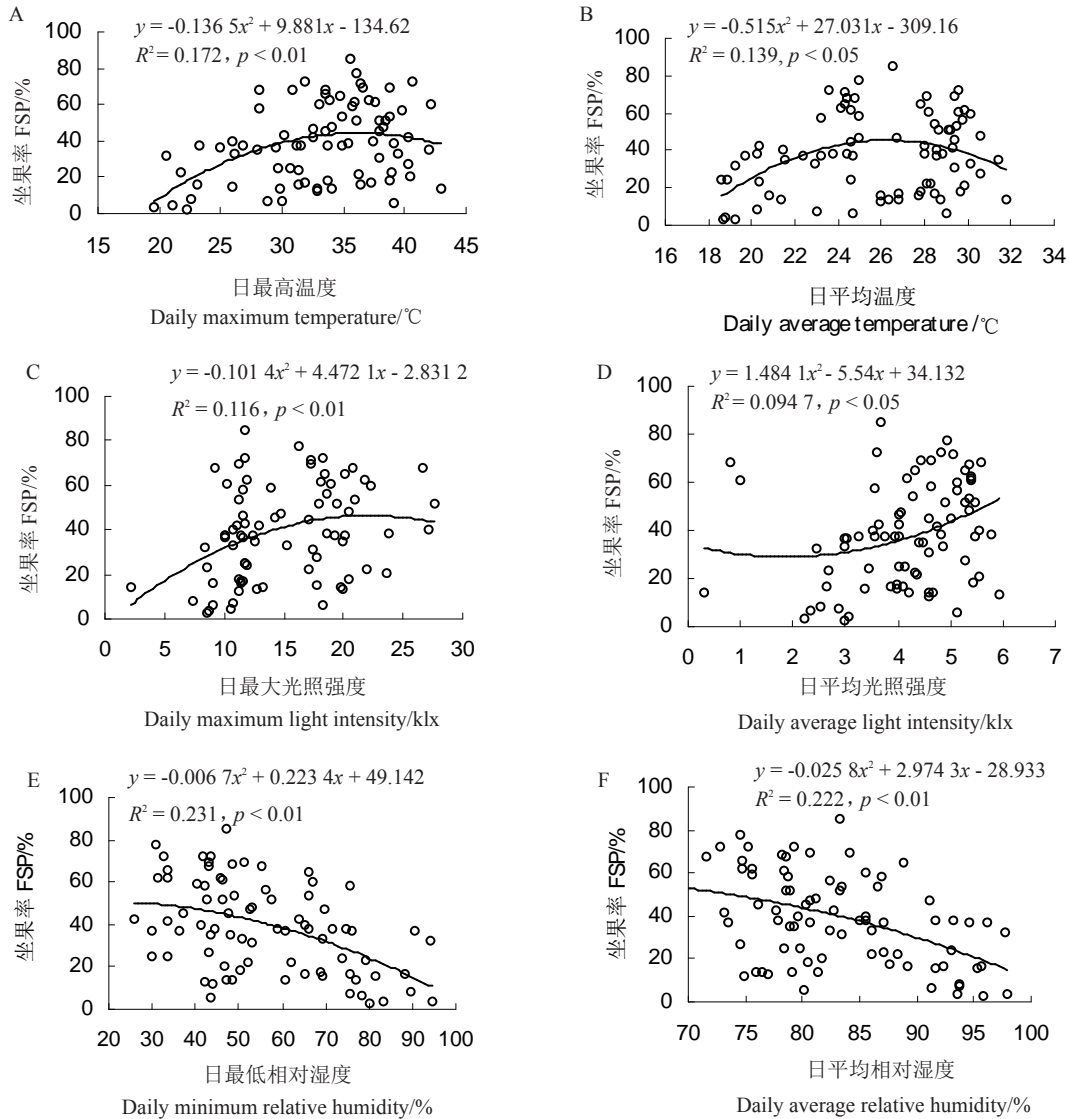 A
y = -0.136 5x² + 9.881x - 134.62
R² = 0.172，p < 0.01
坐果率 FSP/%
100
80
60
40
20
0
15 20 25 30 35 40 45
日最高温度
Daily maximum temperature/℃
B
y = -0.515x² + 27.031x - 309.16
R² = 0.139, p < 0.05
坐果率 FSP/%
100
80
60
40
20
0
16 18 20 22 24 26 28 30 32 34
日平均温度
Daily average temperature /℃
C
y = -0.101 4x² + 4.472 1x - 2.831 2
R² = 0.116，p < 0.01
坐果率 FSP/%
100
80
60
40
20
0
0 5 10 15 20 25 30
日最大光照强度
Daily maximum light intensity/klx
D
y = 1.484 1x² - 5.54x + 34.132
R² = 0.094 7，p < 0.05
坐果率 FSP/%
100
80
60
40
20
0
0 1 2 3 4 5 6 7
日平均光照强度
Daily average light intensity/klx
E
y = -0.006 7x² + 0.223 4x + 49.142
R² = 0.231，p < 0.01
坐果率 FSP/%
100
80
60
40
20
0
20 30 40 50 60 70 80 90 100
日最低相对湿度
Daily minimum relative humidity/%
F
y = -0.025 8x² + 2.974 3x - 28.933
R² = 0.222，p < 0.01
坐果率 FSP/%
100
80
60
40
20
0
70 75 80 85 90 95 100
日平均相对湿度
Daily average relative humidity/%